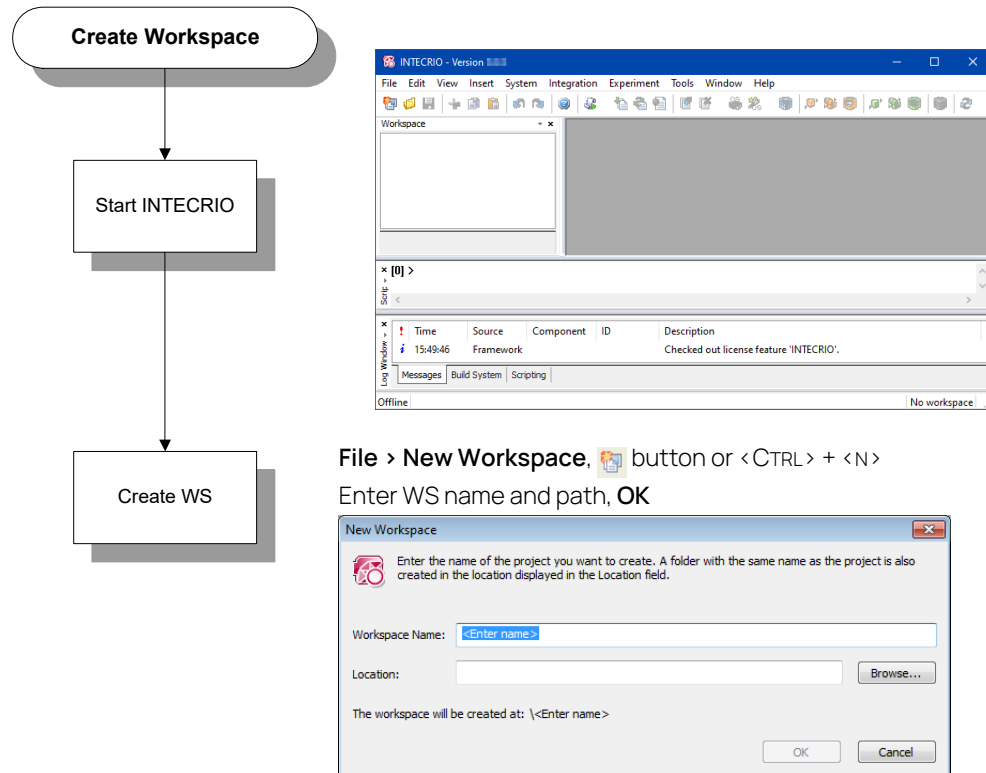 Create Workspace
Start INTECRIO
Create WS
INTECRIO - Version
File Edit View Insert System Integration Experiment Tools Window Help
Workspace
[0] >
Scrip
! Time Source Component ID Description
i 15:49:46 Framework Checked out license feature 'INTECRIO'.
Log Window
Messages Build System Scripting
Offline No workspace
File > New Workspace, button or <CTRL> + <N>
Enter WS name and path, OK
New Workspace
Enter the name of the project you want to create. A folder with the same name as the project is also
created in the location displayed in the Location field.
Workspace Name: <Enter name>
Location: Browse...
The workspace will be created at: \<Enter name>
OK Cancel